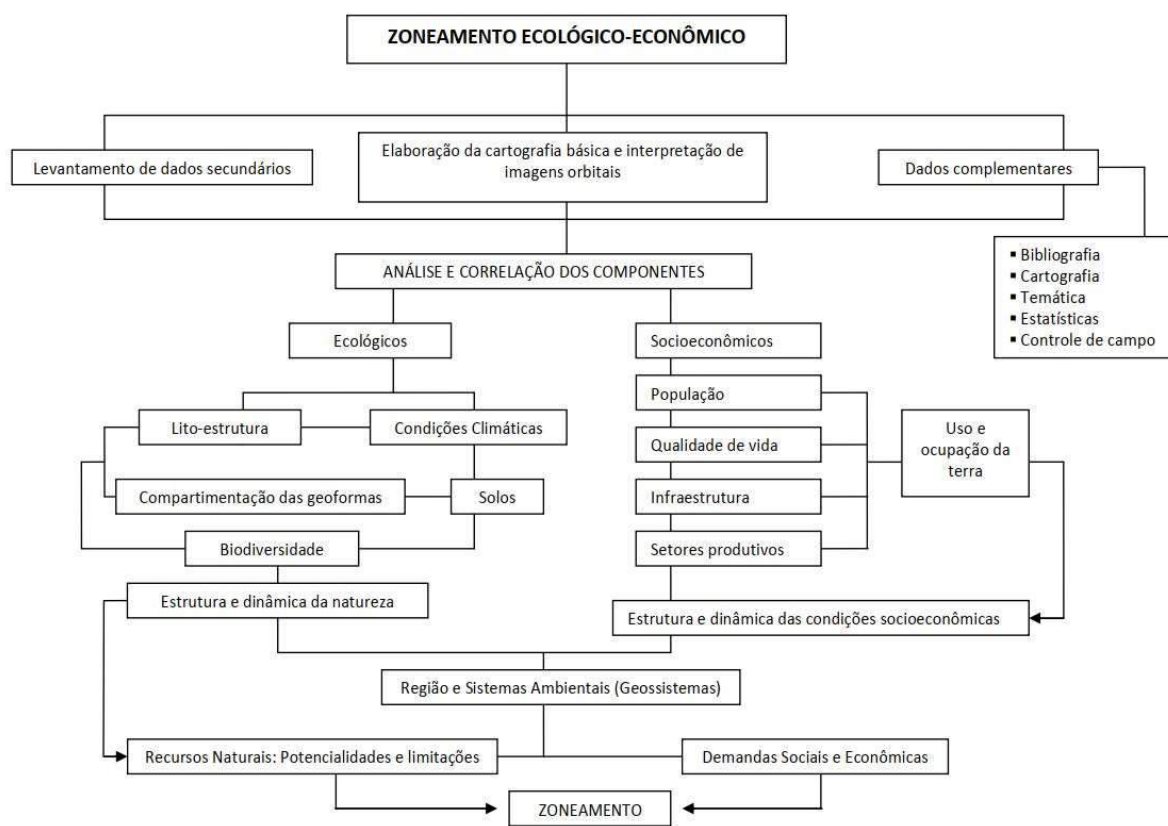 ZONEAMENTO ECOLÓGICO-ECONÔMICO
Levantamento de dados secundários
Elaboração da cartografia básica e interpretação de
imagens orbitais
Dados complementares
▪ Bibliografia
▪ Cartografia
▪ Temática
▪ Estatísticas
▪ Controle de campo
ANÁLISE E CORRELAÇÃO DOS COMPONENTES
Ecológicos
Socioeconômicos
População
Lito-estrutura
Condições Climáticas
Qualidade de vida
Uso e
ocupação da
terra
Compartimentação das geoformas
Solos
Infraestrutura
Biodiversidade
Setores produtivos
Estrutura e dinâmica da natureza
Estrutura e dinâmica das condições socioeconômicas
Região e Sistemas Ambientais (Geossistemas)
Recursos Naturais: Potencialidades e limitações
Demandas Sociais e Econômicas
ZONEAMENTO